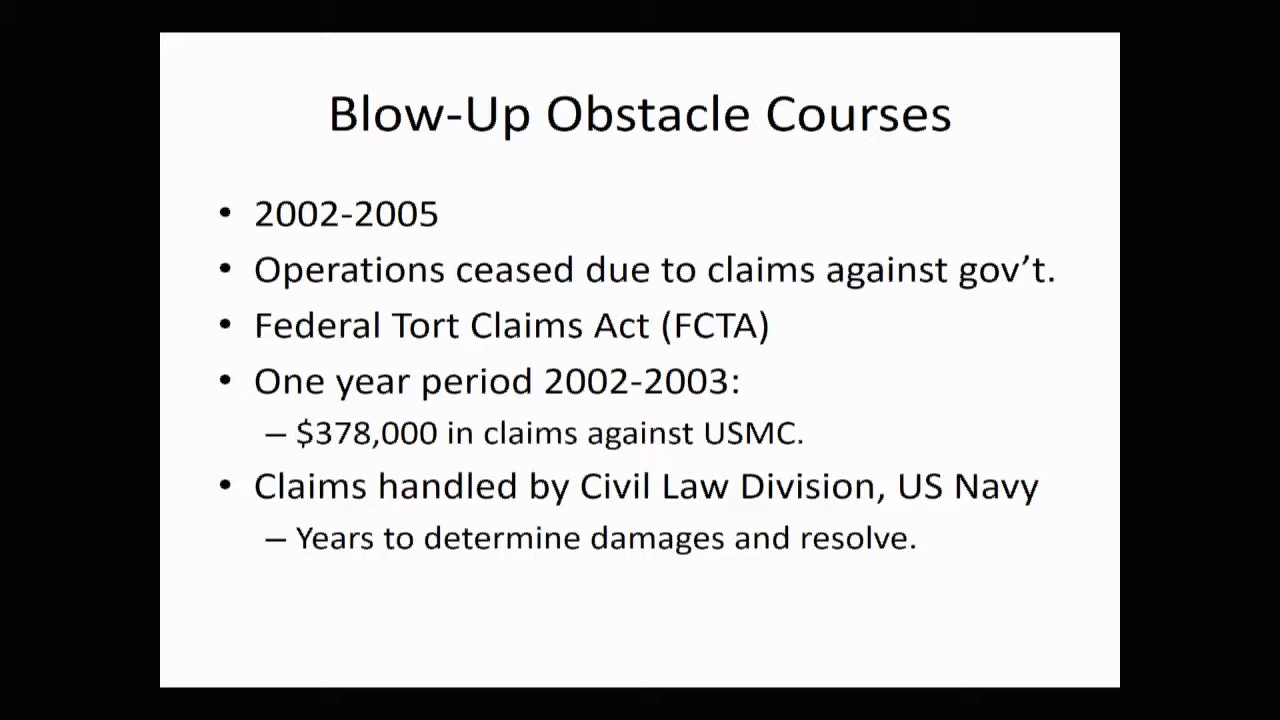 Blow-Up Obstacle Courses
• 2002-2005
• Operations ceased due to claims against gov’t.
• Federal Tort Claims Act (FCTA)
• One year period 2002-2003:
– $378,000 in claims against USMC.
• Claims handled by Civil Law Division, US Navy
– Years to determine damages and resolve.